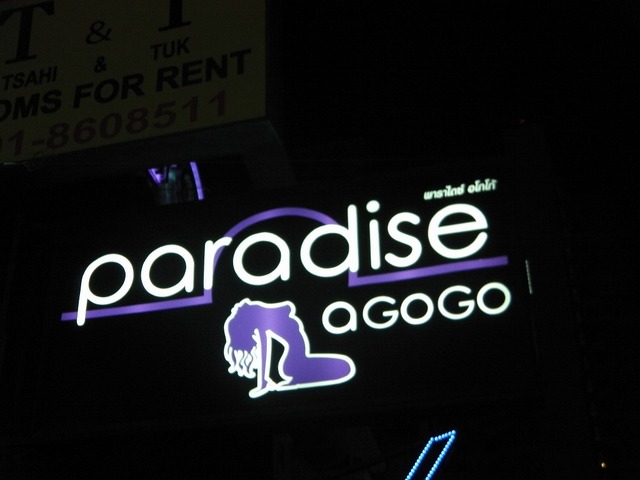 T & T
TSAHI & TUK
OMS FOR RENT
1-8608511
พาราไดซ์ อโกโก้
paradise
aGoGo